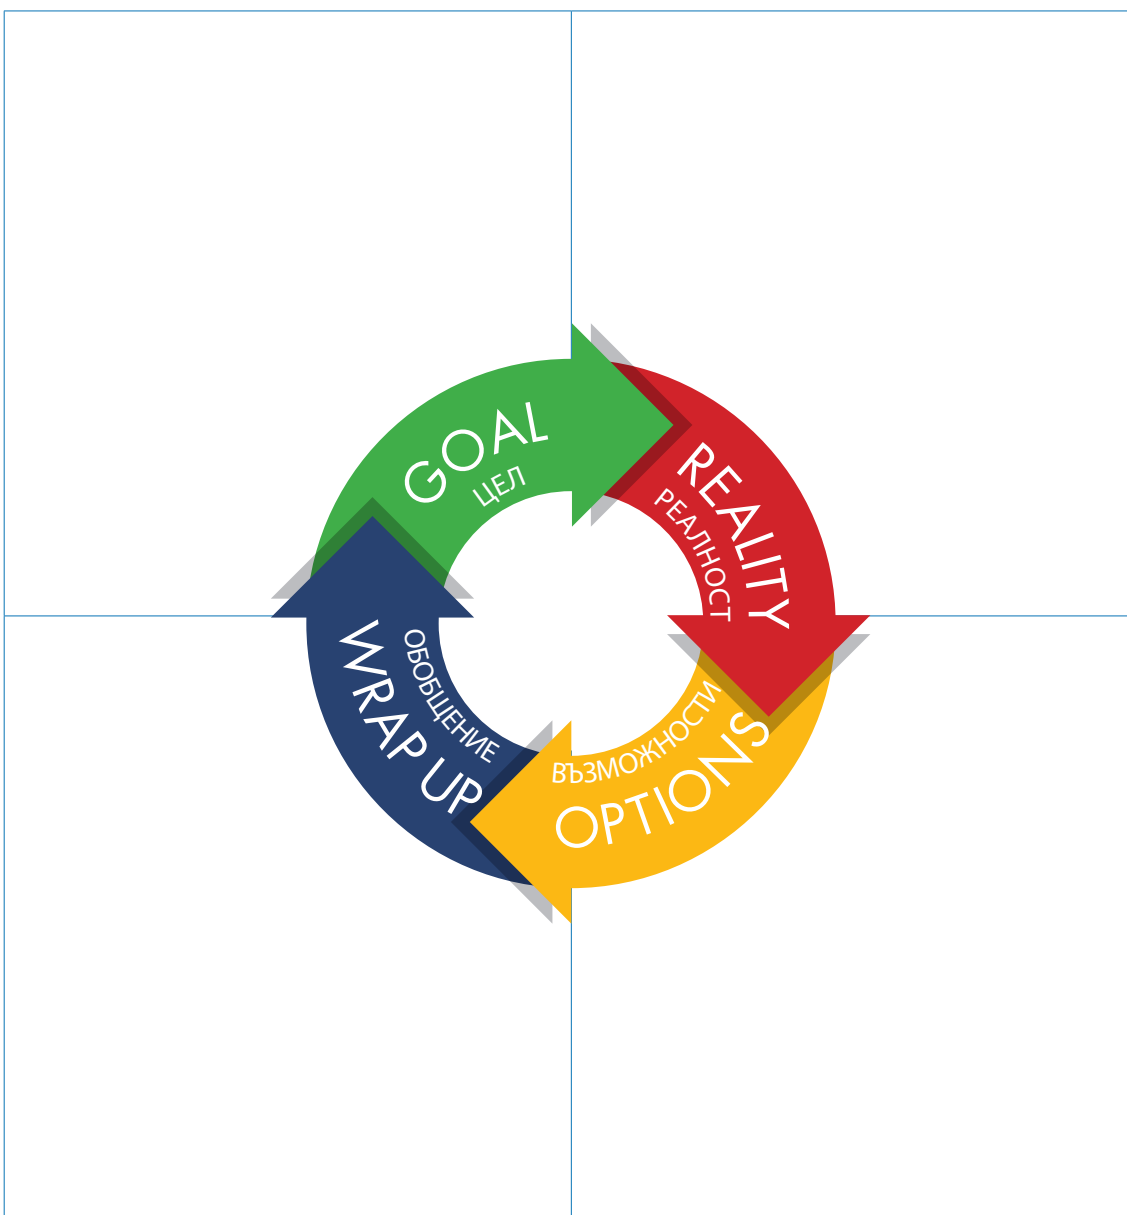 GOAL
ЦЕЛ
REALITY
РЕАЛНОСТ
OPTIONS
ВЪЗМОЖНОСТИ
WRAP UP
ОБОБЩЕНИЕ